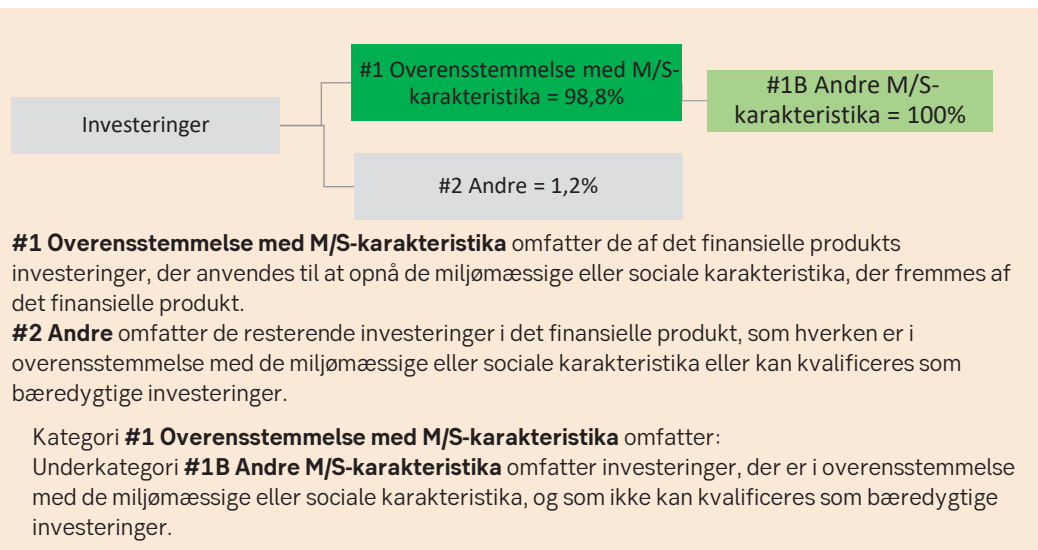 #1 Overensstemmelse med M/S-
karakteristika = 98,8%
#1B Andre M/S-
karakteristika = 100%
Investeringer
#2 Andre = 1,2%
#1 Overensstemmelse med M/S-karakteristika omfatter de af det finansielle produkts
investeringer, der anvendes til at opnå de miljømæssige eller sociale karakteristika, der fremmes af
det finansielle produkt.
#2 Andre omfatter de resterende investeringer i det finansielle produkt, som hverken er i
overensstemmelse med de miljømæssige eller sociale karakteristika eller kan kvalificeres som
bæredygtige investeringer.
Kategori #1 Overensstemmelse med M/S-karakteristika omfatter:
Underkategori #1B Andre M/S-karakteristika omfatter investeringer, der er i overensstemmelse
med de miljømæssige eller sociale karakteristika, og som ikke kan kvalificeres som bæredygtige
investeringer.